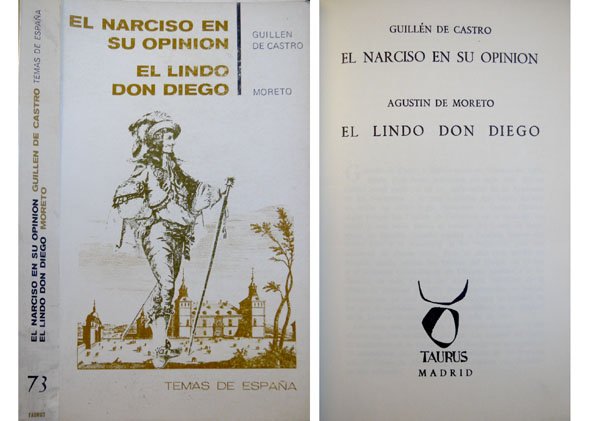 EL NARCISO EN SU OPINION GUILLEN DE CASTRO TEMAS DE ESPAÑA
EL LINDO DON DIEGO MORETO
73
TAURUS
EL NARCISO EN
SU OPINION
GUILLEN
DE CASTRO
EL LINDO
DON DIEGO
MORETO
TEMAS DE ESPAÑA
GUILLÉN DE CASTRO
EL NARCISO EN SU OPINION
AGUSTIN DE MORETO
EL LINDO DON DIEGO
TAURUS
MADRID